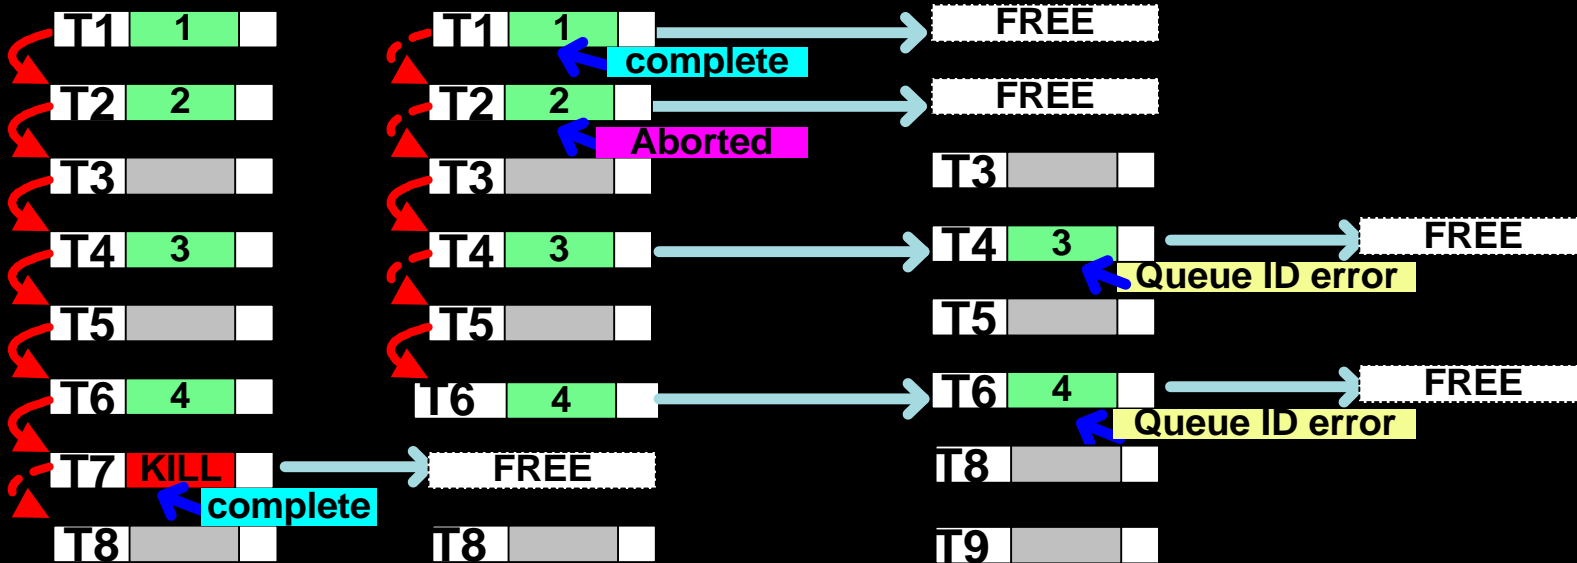 T1 1
T1 1
FREE
complete
T2 2
T2 2
FREE
Aborted
T3
T3
T3
T4 3
T4 3
T4 3
FREE
Queue ID error
T5
T5
T5
T6 4
T6 4
T6 4
FREE
Queue ID error
T7 KILL
FREE
T8
complete
T8
T8
T9